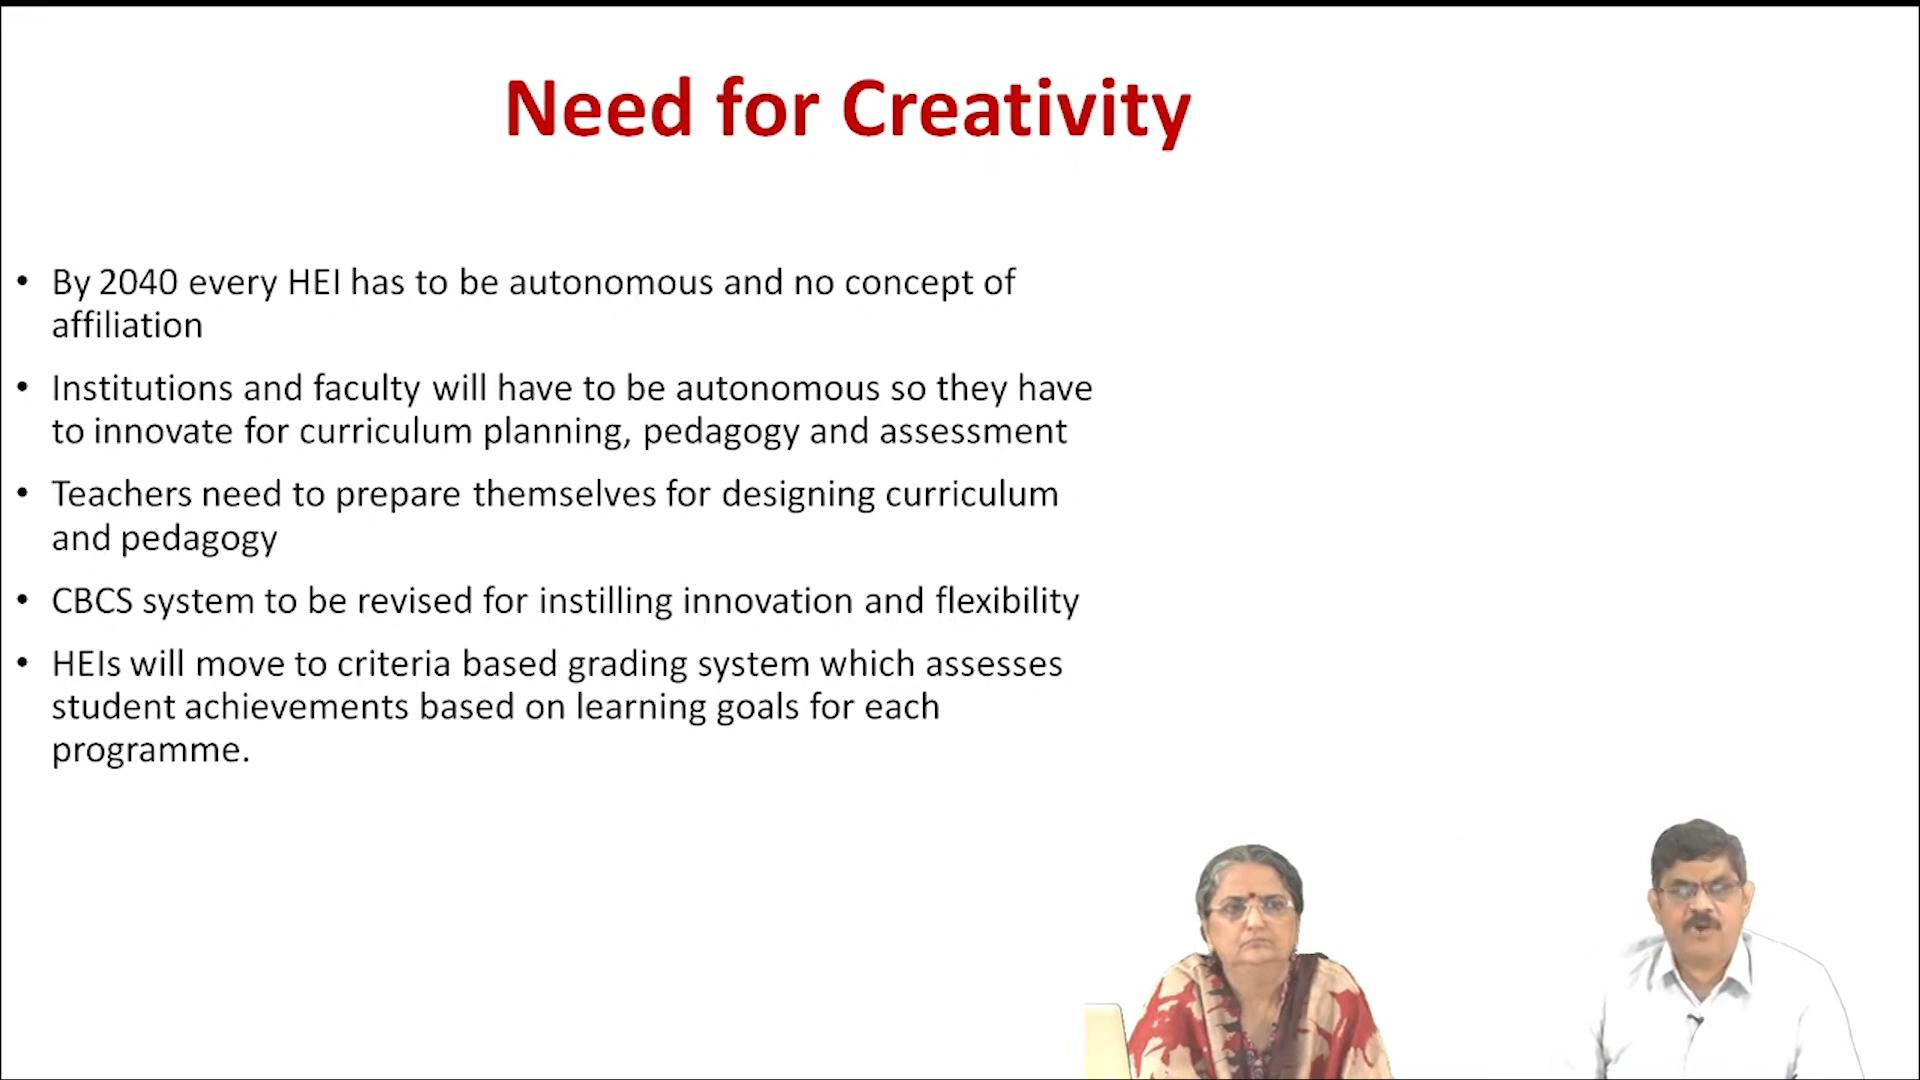 Need for Creativity
• By 2040 every HEI has to be autonomous and no concept of
affiliation
• Institutions and faculty will have to be autonomous so they have
to innovate for curriculum planning, pedagogy and assessment
• Teachers need to prepare themselves for designing curriculum
and pedagogy
• CBCS system to be revised for instilling innovation and flexibility
• HEIs will move to criteria based grading system which assesses
student achievements based on learning goals for each
programme.